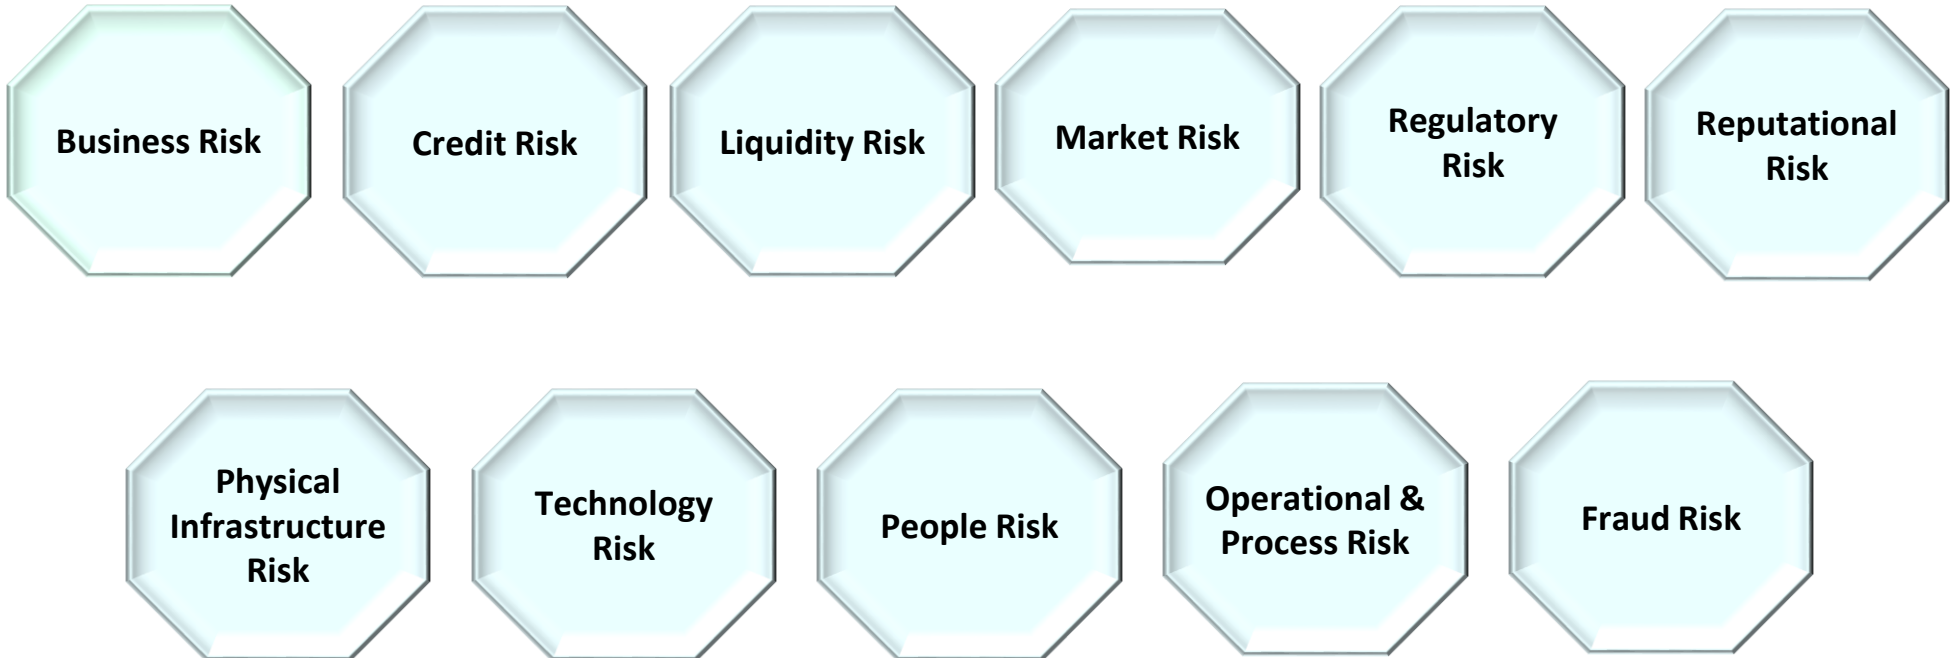 Business Risk
Credit Risk
Liquidity Risk
Market Risk
Regulatory
Risk
Reputational
Risk
Physical
Infrastructure
Risk
Technology
Risk
People Risk
Operational &
Process Risk
Fraud Risk